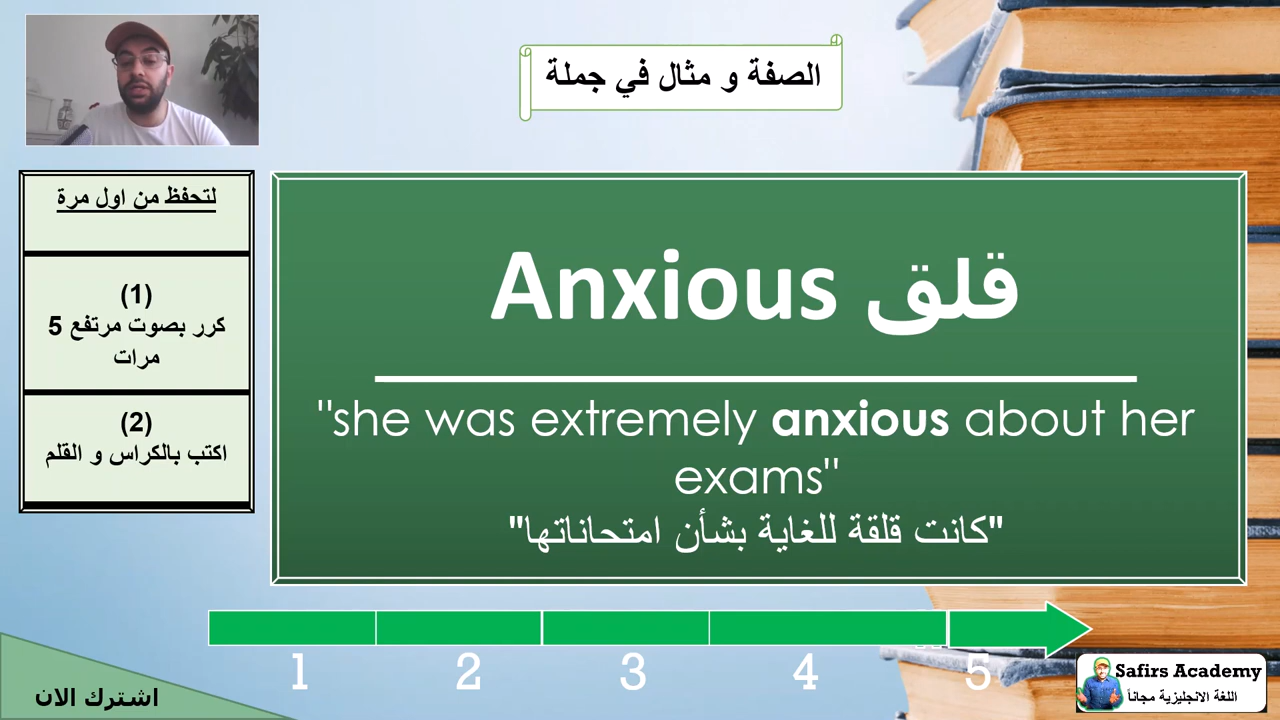 الصفة و مثال في جملة
لتحفظ من اول مرة
(1)
كرر بصوت مرتفع 5
مرات
(2)
اكتب بالكراس و القلم
Anxious قلق
"she was extremely anxious about her
exams"
"كانت قلقة للغاية بشأن امتحاناتها"
1 2 3 4 5
اشترك الان
Safirs Academy
اللغة الانجليزية مجاناً